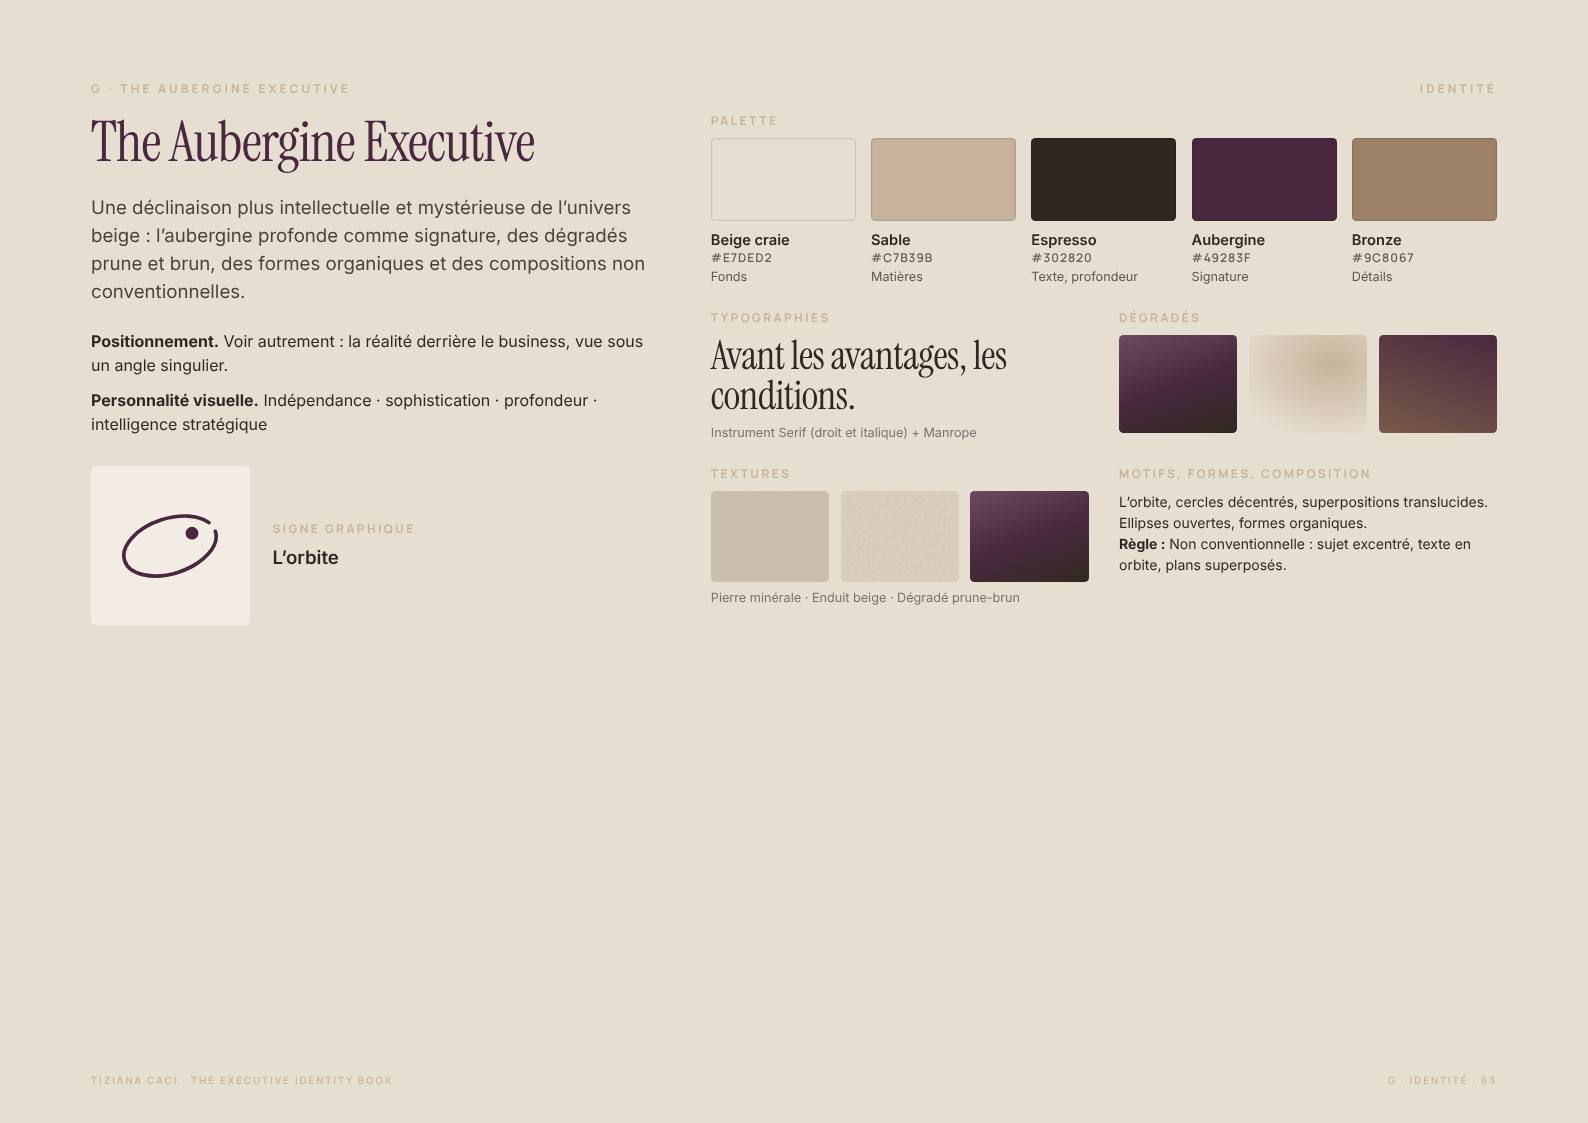 G · THE AUBERGINE EXECUTIVE
IDENTITÉ
The Aubergine Executive
Une déclinaison plus intellectuelle et mystérieuse de l’univers
beige : l’aubergine profonde comme signature, des dégradés
prune et brun, des formes organiques et des compositions non
conventionnelles.
Positionnement. Voir autrement : la réalité derrière le business, vue sous
un angle singulier.
Personnalité visuelle. Indépendance · sophistication · profondeur ·
intelligence stratégique
SIGNE GRAPHIQUE
L’orbite
PALETTE
Beige craie
#E7DED2
Fonds
Sable
#C7B39B
Matières
Espresso
#302820
Texte, profondeur
Aubergine
#49283F
Signature
Bronze
#9C8067
Détails
TYPOGRAPHIES
Avant les avantages, les
conditions.
Instrument Serif (droit et italique) + Manrope
DÉGRADÉS
TEXTURES
Pierre minérale · Enduit beige · Dégradé prune-brun
MOTIFS, FORMES, COMPOSITION
L’orbite, cercles décentrés, superpositions translucides.
Ellipses ouvertes, formes organiques.
Règle : Non conventionnelle : sujet excentré, texte en
orbite, plans superposés.
TIZIANA CACI · THE EXECUTIVE IDENTITY BOOK
G · IDENTITÉ · 63